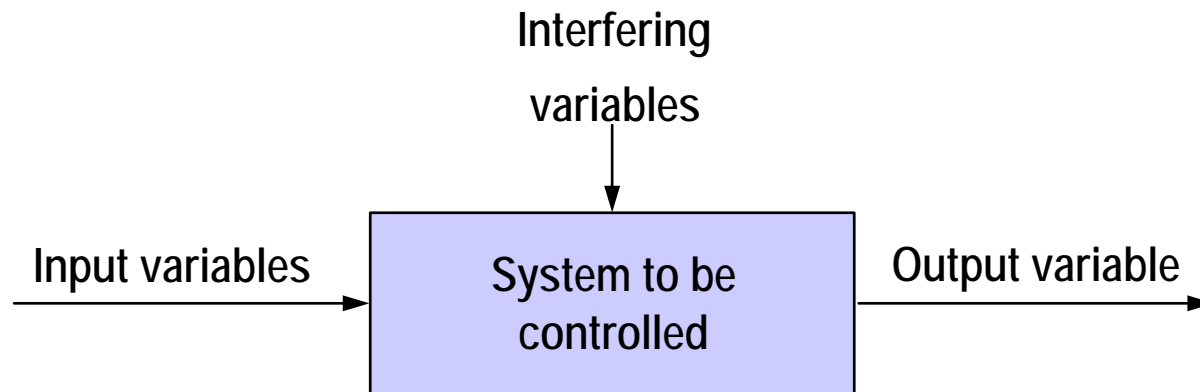 Interfering
variables
Input variables
System to be
controlled
Output variable